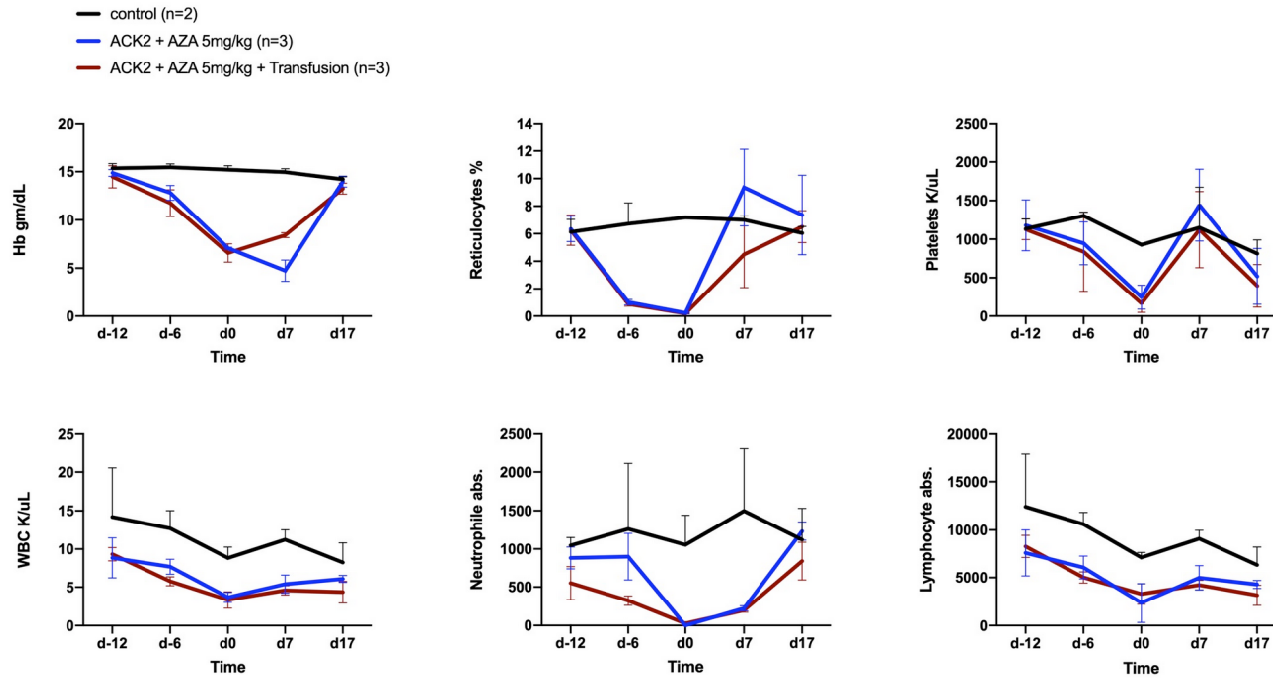 control (n=2)
ACK2 + AZA 5mg/kg (n=3)
ACK2 + AZA 5mg/kg + Transfusion (n=3)
Hb gm/dL
20
15
10
5
0
d-12 d-6 d0 d7 d17
Time
Reticulocytes %
14
12
10
8
6
4
2
0
d-12 d-6 d0 d7 d17
Time
Platelets K/uL
2500
2000
1500
1000
500
0
d-12 d-6 d0 d7 d17
Time
WBC K/uL
25
20
15
10
5
0
d-12 d-6 d0 d7 d17
Time
Neutrophile abs.
2500
2000
1500
1000
500
0
d-12 d-6 d0 d7 d17
Time
Lymphocyte abs.
20000
15000
10000
5000
0
d-12 d-6 d0 d7 d17
Time